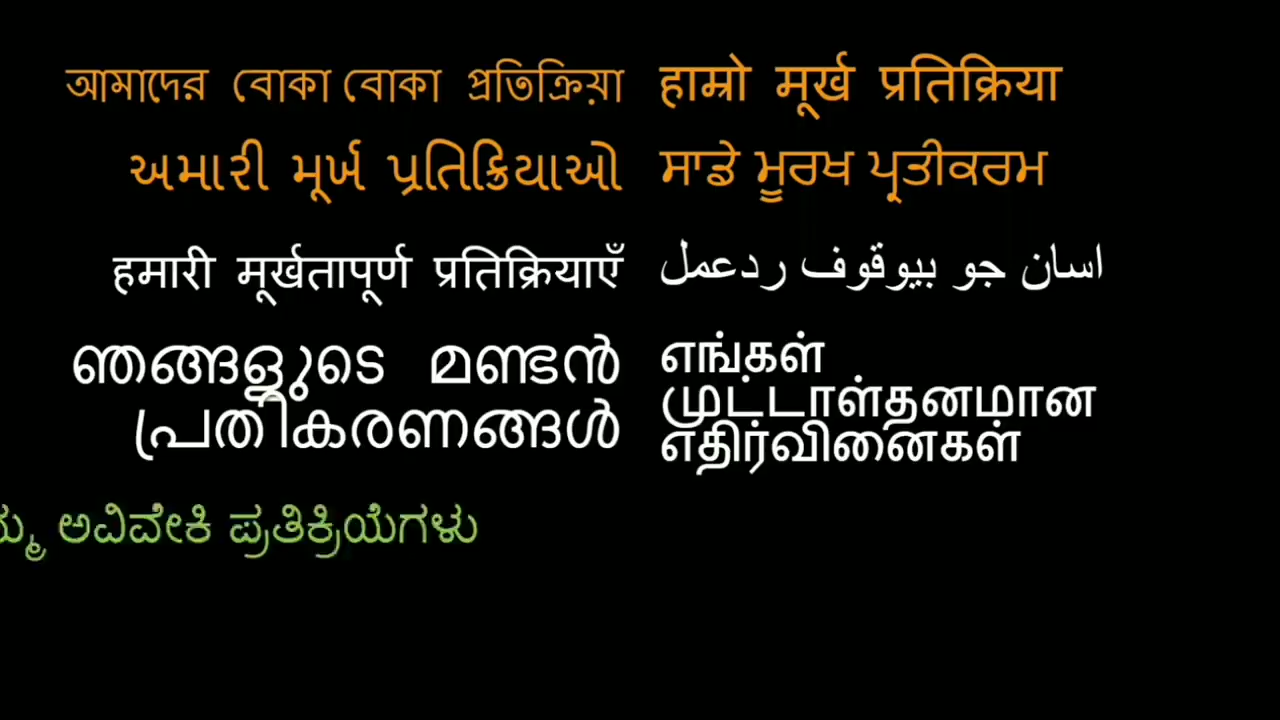 আমাদের বোকা বোকা প্রতিক্রিয়া
हाम्रो मूर्ख प्रतिक्रिया
અમારી મૂર્ખ પ્રતિક્રિયાઓ
ਸਾਡੇ ਮੂਰਖ ਪ੍ਰਤੀਕਰਮ
हमारी मूर्खतापूर्ण प्रतिक्रियाएँ
اسان جو بيوقوف ردعمل
ഞങ്ങളുടെ മണ്ടൻ
പ്രതികരണങ്ങൾ
எங்கள்
முட்டாள்தனமான
எதிர்வினைகள்
ಅವಿವೇಕಿ ಪ್ರತಿಕ್ರಿಯೆಗಳು